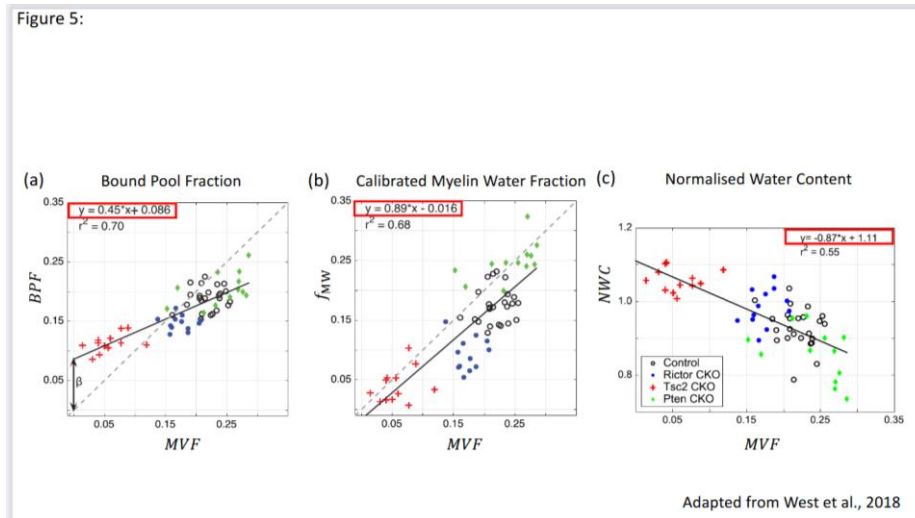 Figure 5:
(a) Bound Pool Fraction
0.35
y = 0.45*x+ 0.086
r² = 0.70
0.25
BPF
0.15
0.05
β
0.05 0.15 0.25
MVF
(b) Calibrated Myelin Water Fraction
0.35
y = 0.89*x - 0.016
r² = 0.68
0.25
fMW
0.15
0.05
0.05 0.15 0.25
MVF
(c) Normalised Water Content
1.2
y= -0.87*x + 1.11
r² = 0.55
NWC
1.0
0.8
Control
Rictor CKO
Tsc2 CKO
Pten CKO
0.05 0.15 0.25 0.35
MVF
Adapted from West et al., 2018